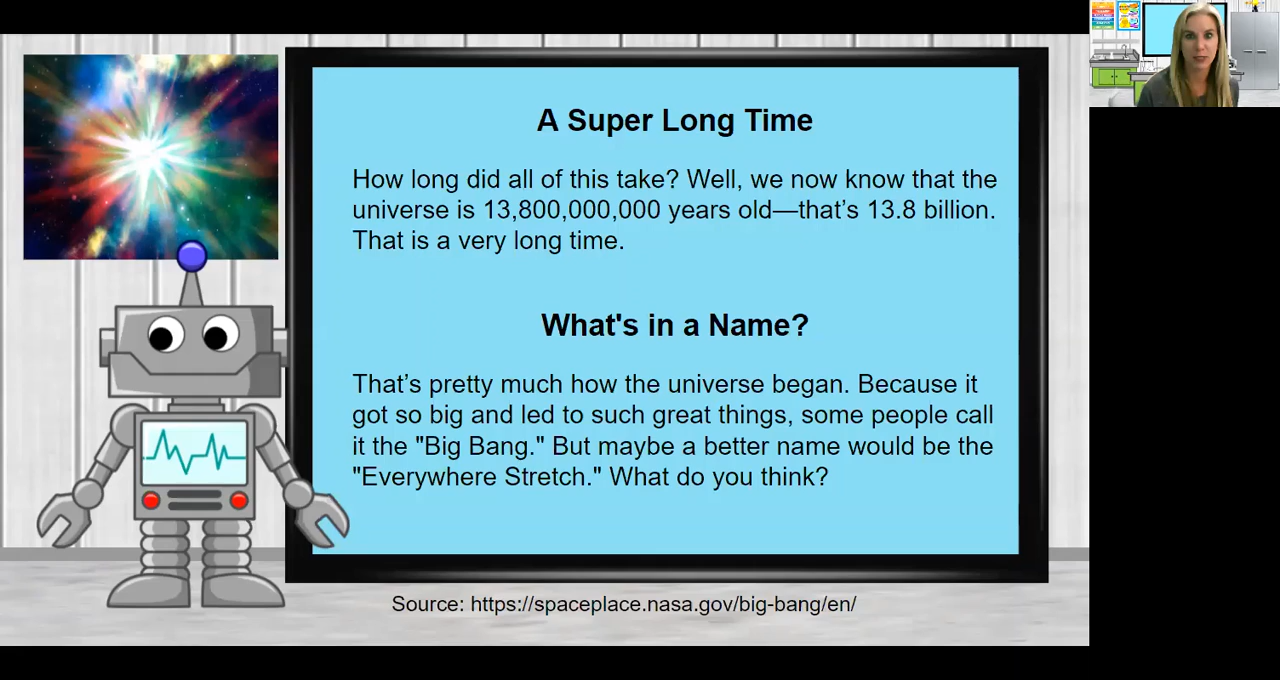 A Super Long Time
How long did all of this take? Well, we now know that the
universe is 13,800,000,000 years old—that’s 13.8 billion.
That is a very long time.
What's in a Name?
That’s pretty much how the universe began. Because it
got so big and led to such great things, some people call
it the "Big Bang." But maybe a better name would be the
"Everywhere Stretch." What do you think?
Source: https://spaceplace.nasa.gov/big-bang/en/